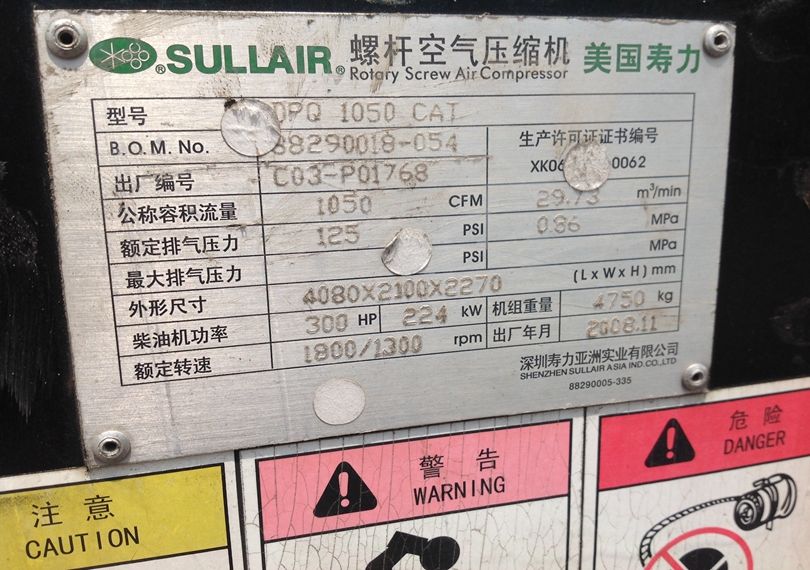 SULLAIR® 螺杆空气压缩机 美国寿力
Rotary Screw Air Compressor
型号 DPQ 1050 CAT
B.O.M. No. 88290018-054 生产许可证证书编号
出厂编号 C03-P01768 0062
公称容积流量 1050 CFM 29.73 m³/min
额定排气压力 125 PSI 0.86 MPa
最大排气压力 PSI MPa
外形尺寸 4080X2100X2270 (L x W x H) mm
柴油机功率 300 HP 224 kW 机组重量 4750 kg
额定转速 1800/1300 rpm 出厂年月 2008.11
深圳寿力亚洲实业有限公司
SHENZHEN SULLAIR ASIA IND.CO.,LTD
88290005-335
注意
CAUTION
警告
WARNING
危险
DANGER